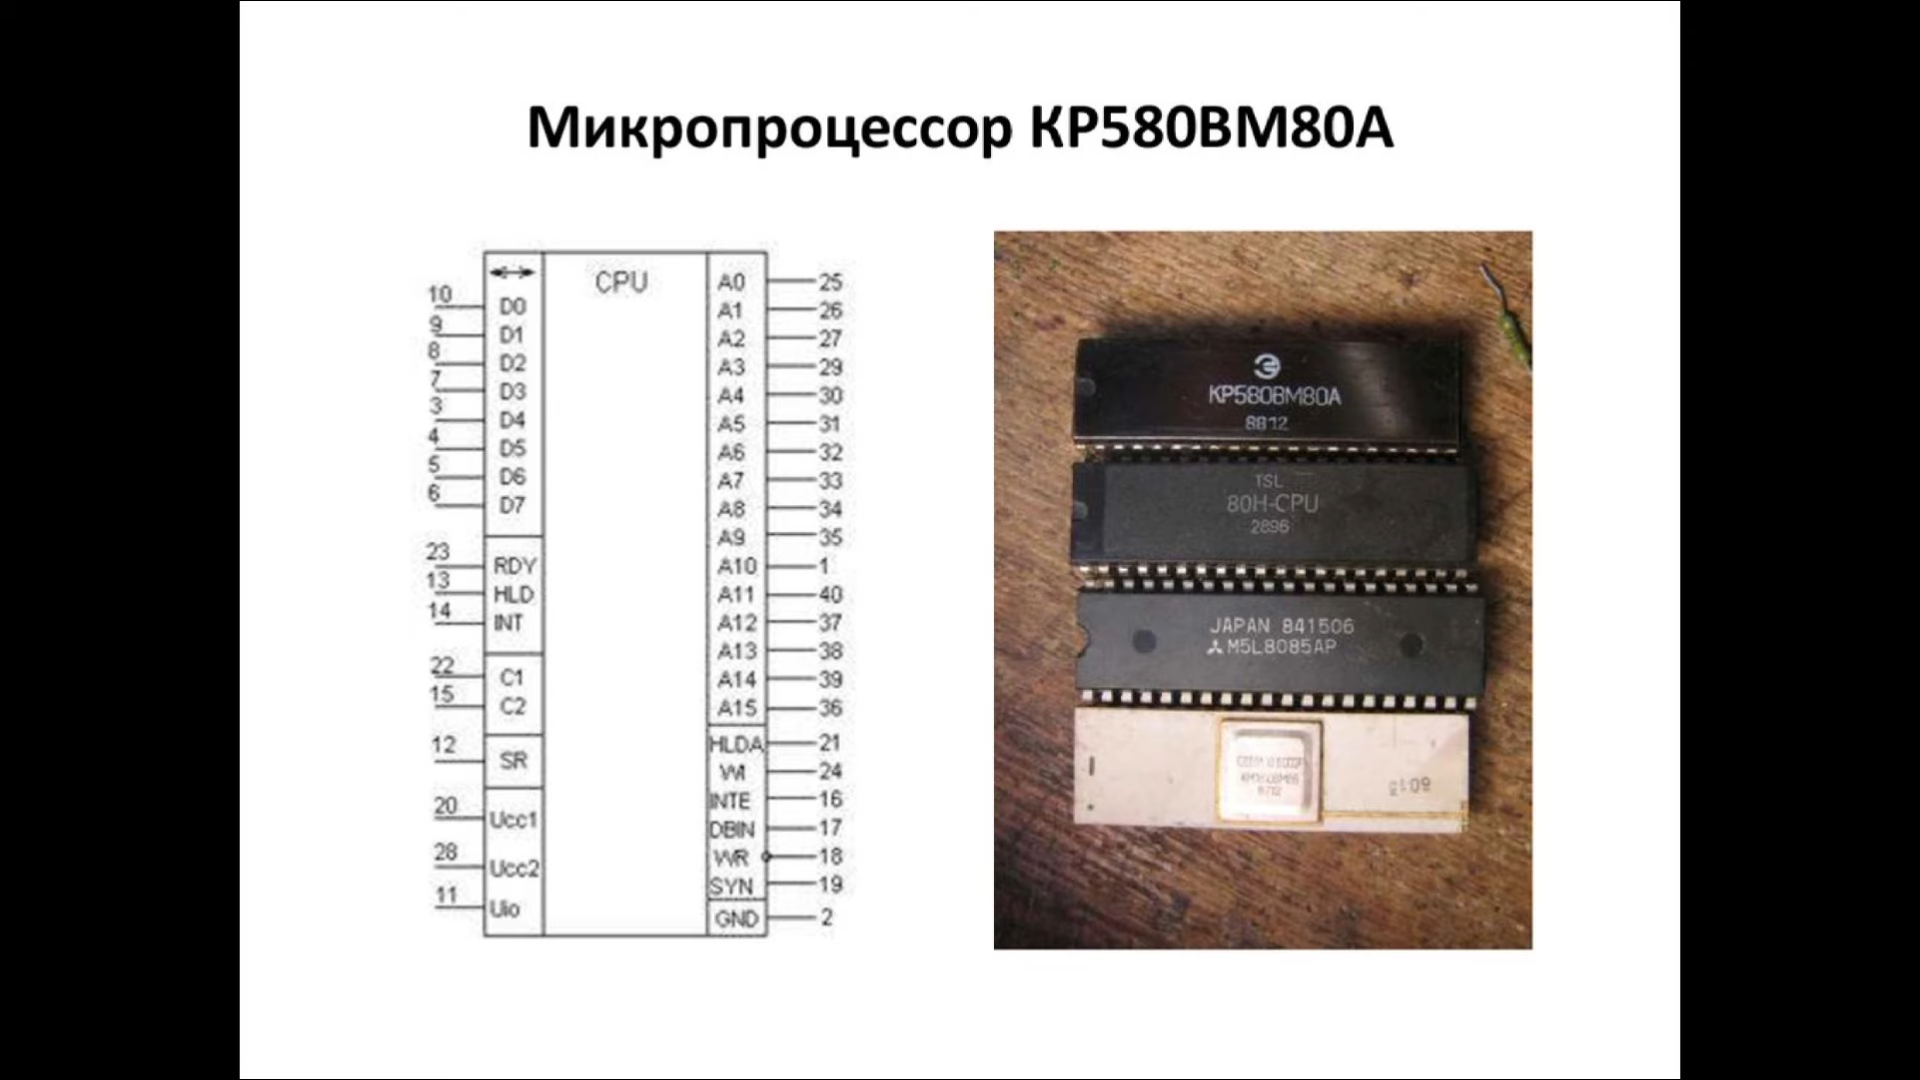 Микропроцессор КР580ВМ80А
CPU
10 D0
9 D1
8 D2
7 D3
3 D4
4 D5
5 D6
6 D7
23 RDY
13 HLD
14 INT
22 C1
15 C2
12 SR
20 Ucc1
28 Ucc2
11 Uio
A0 25
A1 26
A2 27
A3 29
A4 30
A5 31
A6 32
A7 33
A8 34
A9 35
A10 1
A11 40
A12 37
A13 38
A14 39
A15 36
HLDA 21
WI 24
INTE 16
DBIN 17
WR 18
SYN 19
GND 2
КР580ВМ80А
8812
TSL
80H-CPU
2896
JAPAN 841506
M5L8085AP
8712
6015